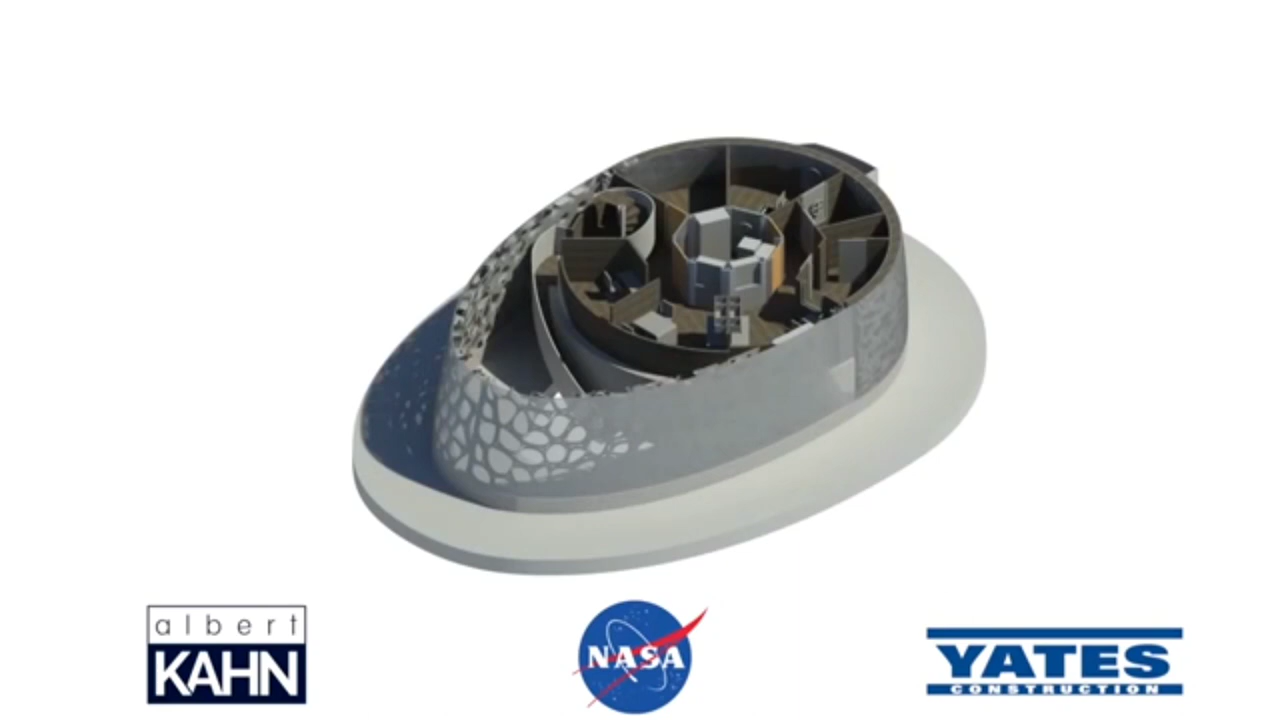 albert
KAHN
NASA
YATES
CONSTRUCTION